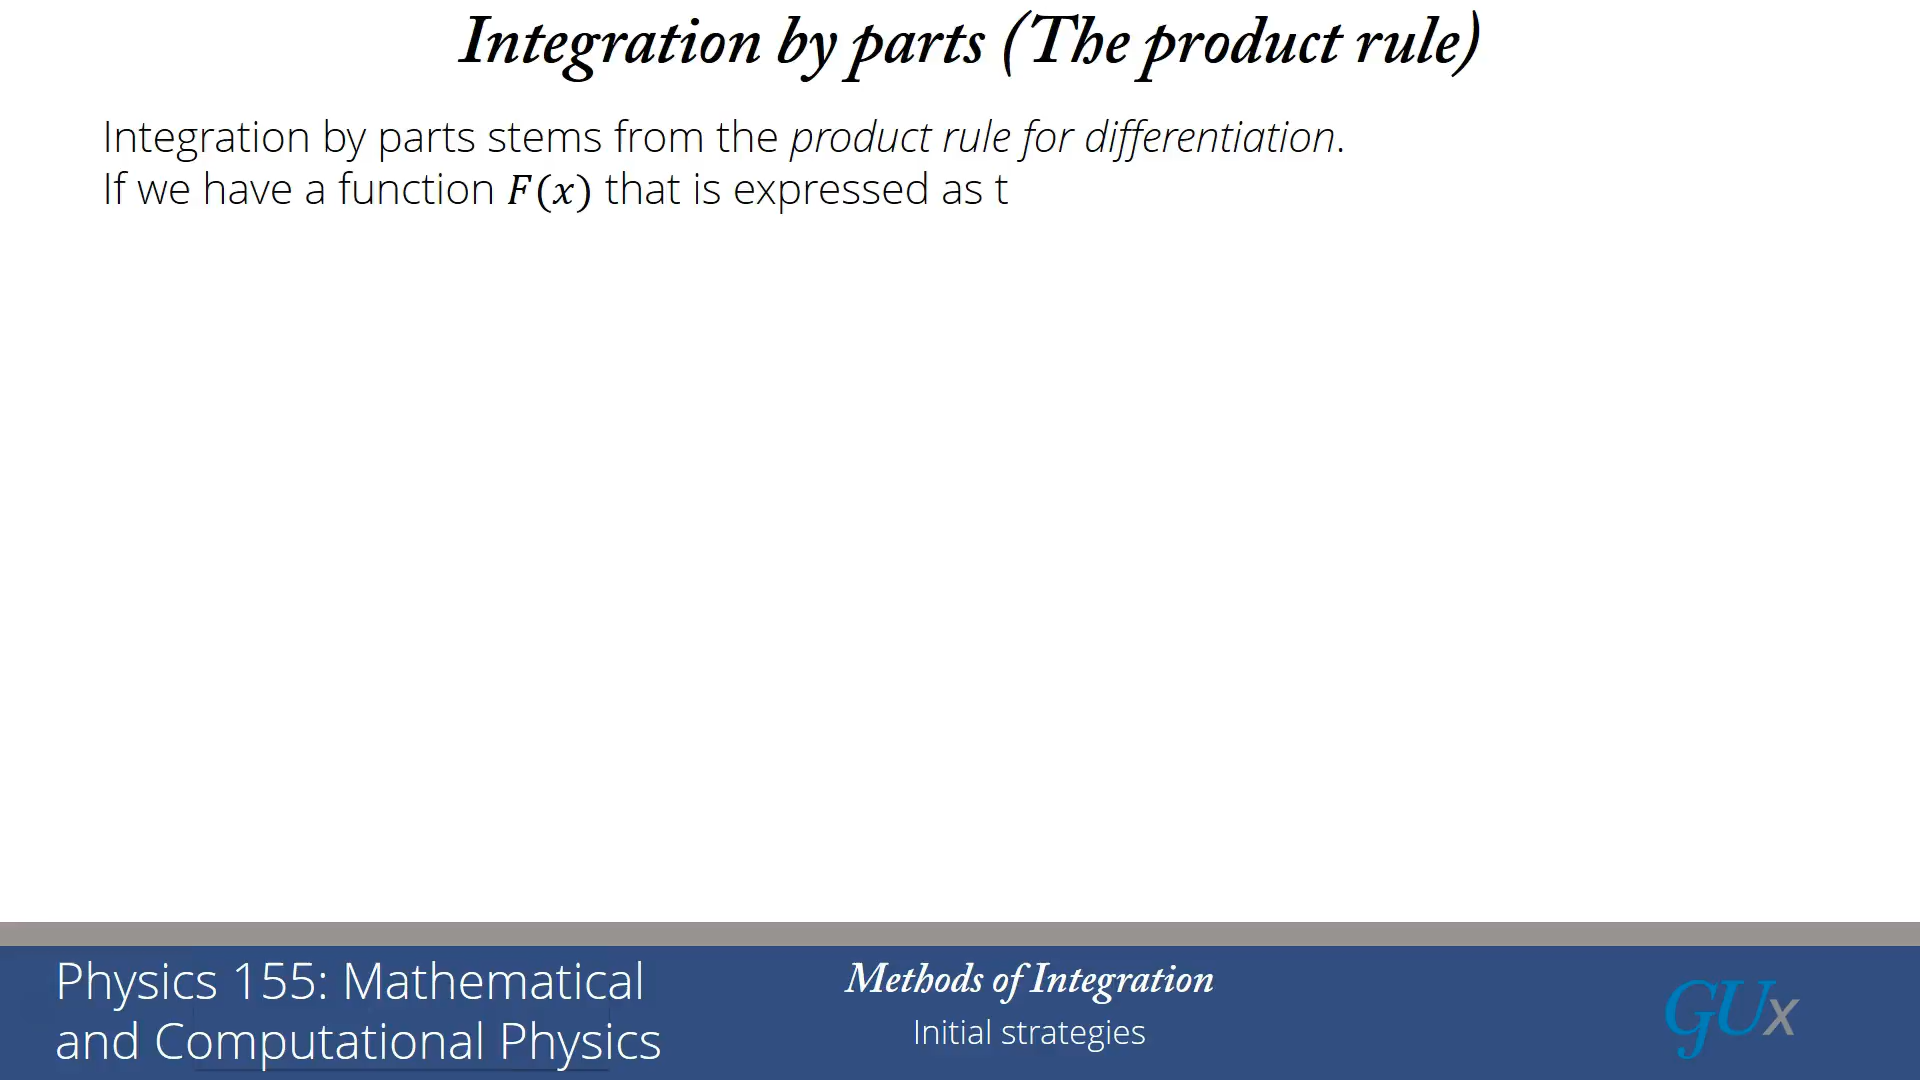 Integration by parts (The product rule)
Integration by parts stems from the product rule for differentiation.
If we have a function F(x) that is expressed as t
Physics 155: Mathematical
and Computational Physics
Methods of Integration
Initial strategies
GUx